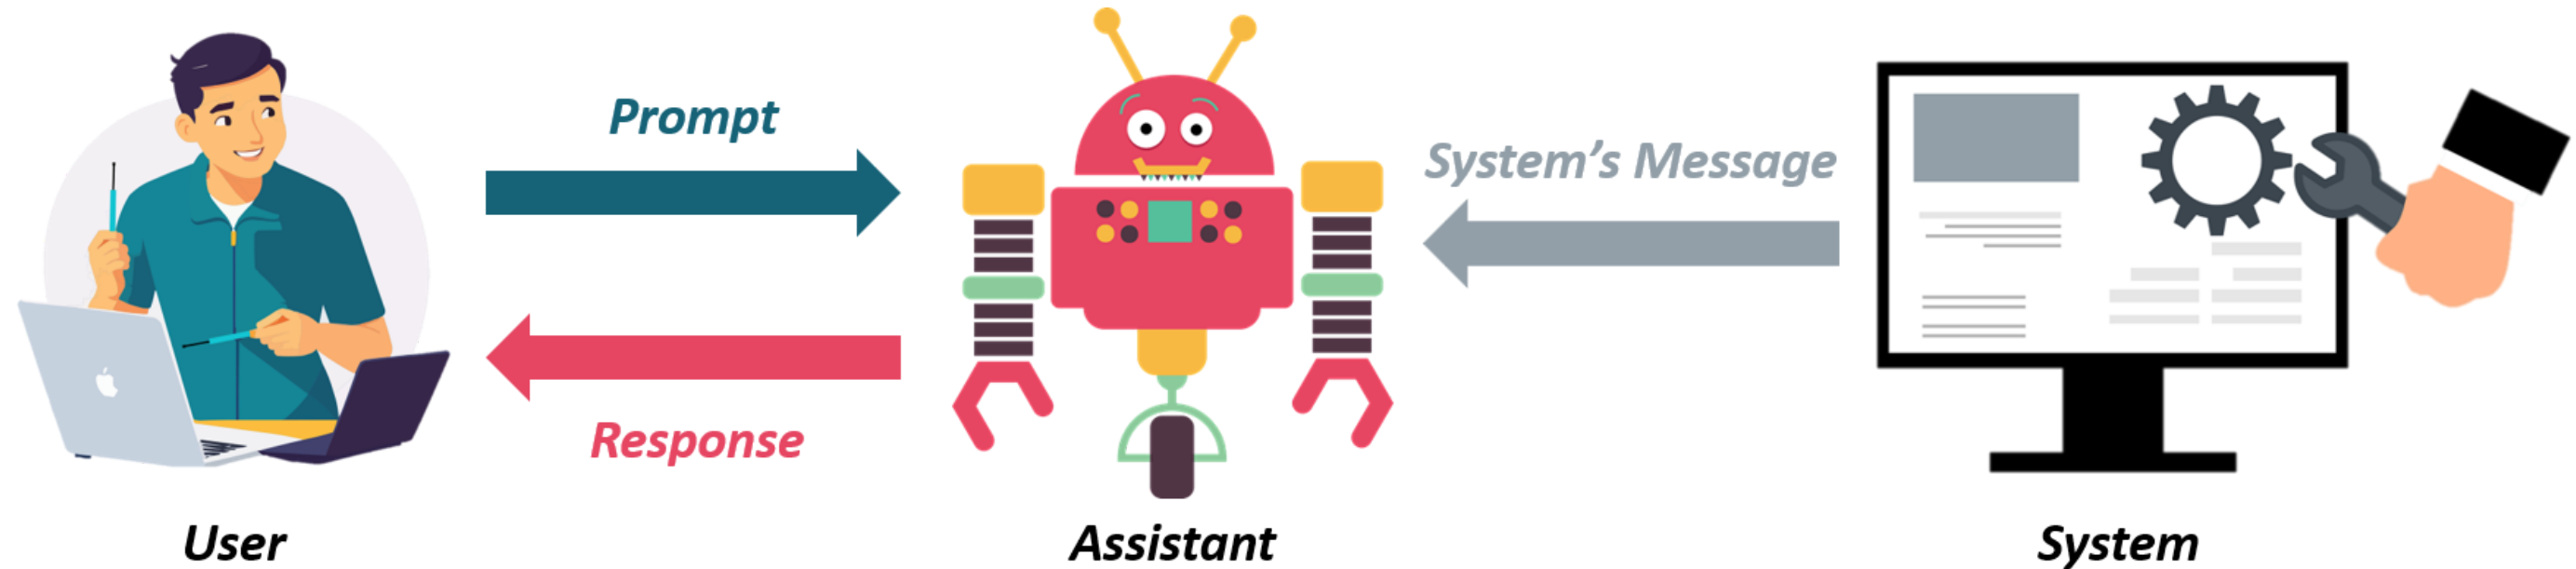 Prompt
System's Message
Response
User
Assistant
System